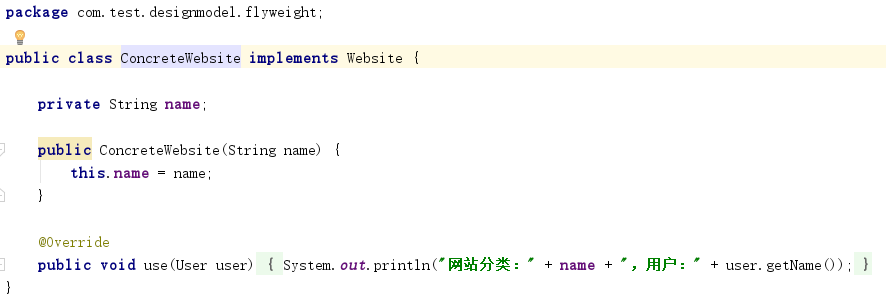 package com.test.designmodel.flyweight;
public class ConcreteWebsite implements Website {
private String name;
public ConcreteWebsite(String name) {
this.name = name;
}
@Override
public void use(User user) { System.out.println("网站分类：" + name + "，用户：" + user.getName()); }
}